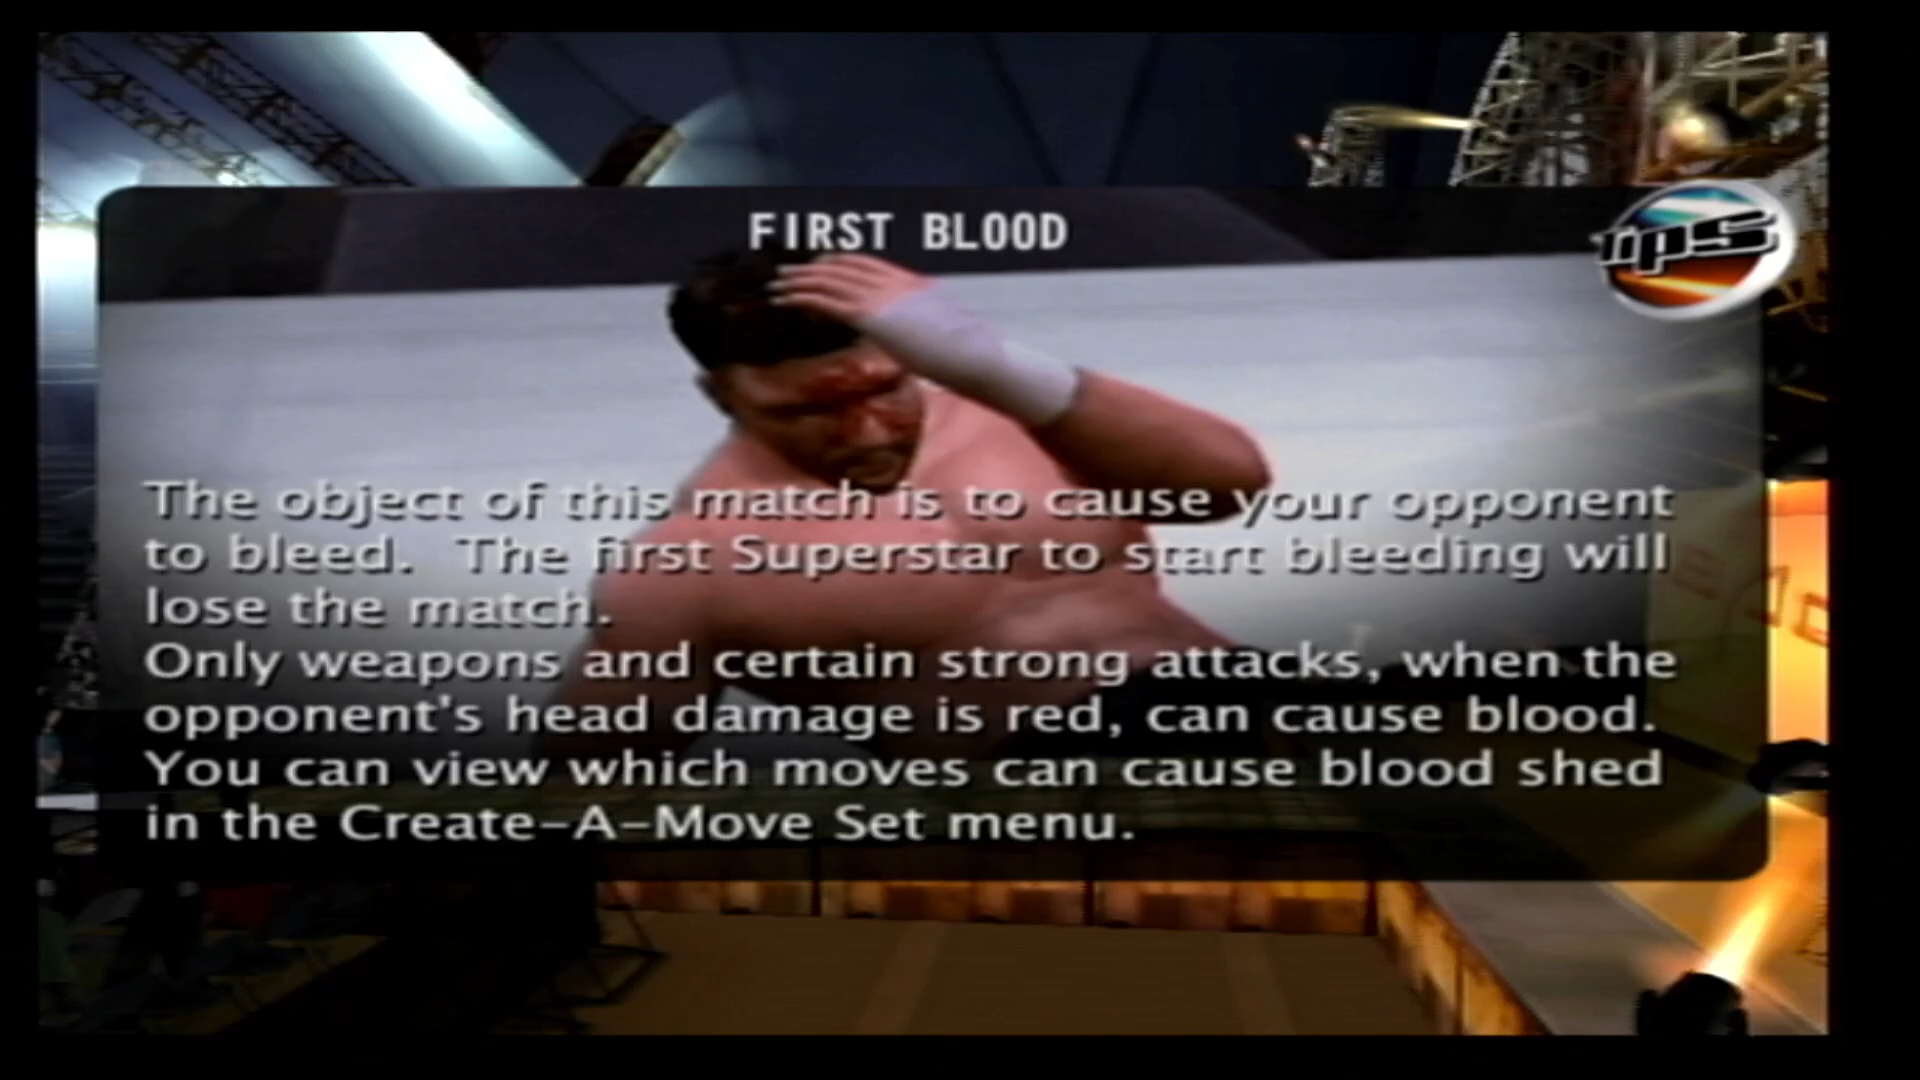 FIRST BLOOD
TIPS
The object of this match is to cause your opponent
to bleed.  The first Superstar to start bleeding will
lose the match.
Only weapons and certain strong attacks, when the
opponent's head damage is red, can cause blood.
You can view which moves can cause blood shed
in the Create-A-Move Set menu.